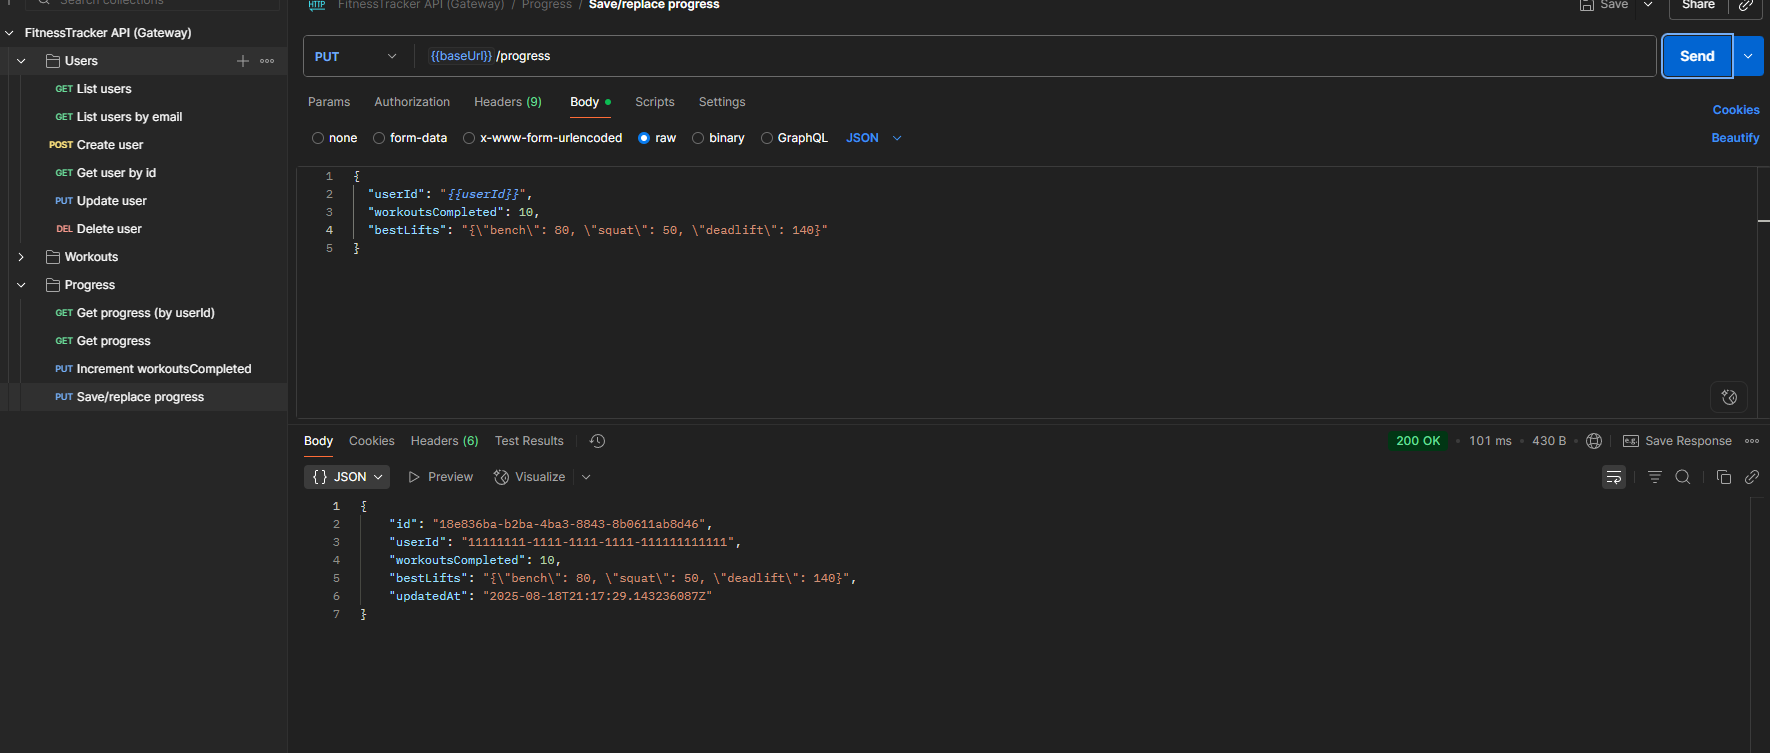 Search collections
FitnessTracker API (Gateway)
Users
GET List users
GET List users by email
POST Create user
GET Get user by id
PUT Update user
DEL Delete user
Workouts
Progress
GET Get progress (by userId)
GET Get progress
PUT Increment workoutsCompleted
PUT Save/replace progress
HTTP FitnessTracker API (Gateway) / Progress / Save/replace progress
Save Share
PUT {{baseUrl}} /progress
Send
Params Authorization Headers (9) Body Scripts Settings
Cookies
none form-data x-www-form-urlencoded raw binary GraphQL JSON
Beautify
1 {
2 "userId": "{{userId}}",
3 "workoutsCompleted": 10,
4 "bestLifts": "{\"bench\": 80, \"squat\": 50, \"deadlift\": 140}"
5 }
Body Cookies Headers (6) Test Results
200 OK • 101 ms • 430 B • Save Response
{} JSON Preview Visualize
1 {
2 "id": "18e836ba-b2ba-4ba3-8843-8b0611ab8d46",
3 "userId": "11111111-1111-1111-1111-111111111111",
4 "workoutsCompleted": 10,
5 "bestLifts": "{\"bench\": 80, \"squat\": 50, \"deadlift\": 140}",
6 "updatedAt": "2025-08-18T21:17:29.143236087Z"
7 }